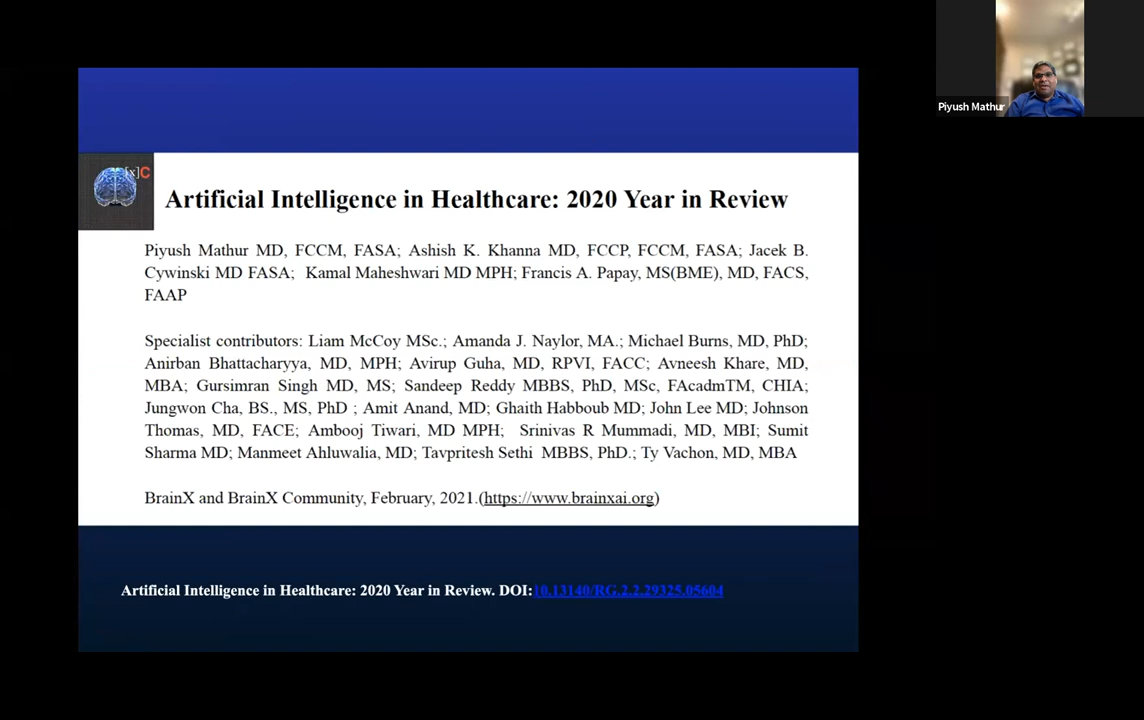 Piyush Mathur
[x]C
Artificial Intelligence in Healthcare: 2020 Year in Review
Piyush Mathur MD, FCCM, FASA; Ashish K. Khanna MD, FCCP, FCCM, FASA; Jacek B.
Cywinski MD FASA; Kamal Maheshwari MD MPH; Francis A. Papay, MS(BME), MD, FACS,
FAAP
Specialist contributors: Liam McCoy MSc.; Amanda J. Naylor, MA.; Michael Burns, MD, PhD;
Anirban Bhattacharyya, MD, MPH; Avirup Guha, MD, RPVI, FACC; Avneesh Khare, MD,
MBA; Gursimran Singh MD, MS; Sandeep Reddy MBBS, PhD, MSc, FAcadmTM, CHIA;
Jungwon Cha, BS., MS, PhD ; Amit Anand, MD; Ghaith Habboub MD; John Lee MD; Johnson
Thomas, MD, FACE; Ambooj Tiwari, MD MPH; Srinivas R Mummadi, MD, MBI; Sumit
Sharma MD; Manmeet Ahluwalia, MD; Tavpritesh Sethi MBBS, PhD.; Ty Vachon, MD, MBA
BrainX and BrainX Community, February, 2021.(https://www.brainxai.org)
Artificial Intelligence in Healthcare: 2020 Year in Review. DOI:10.13140/RG.2.2.29325.05604